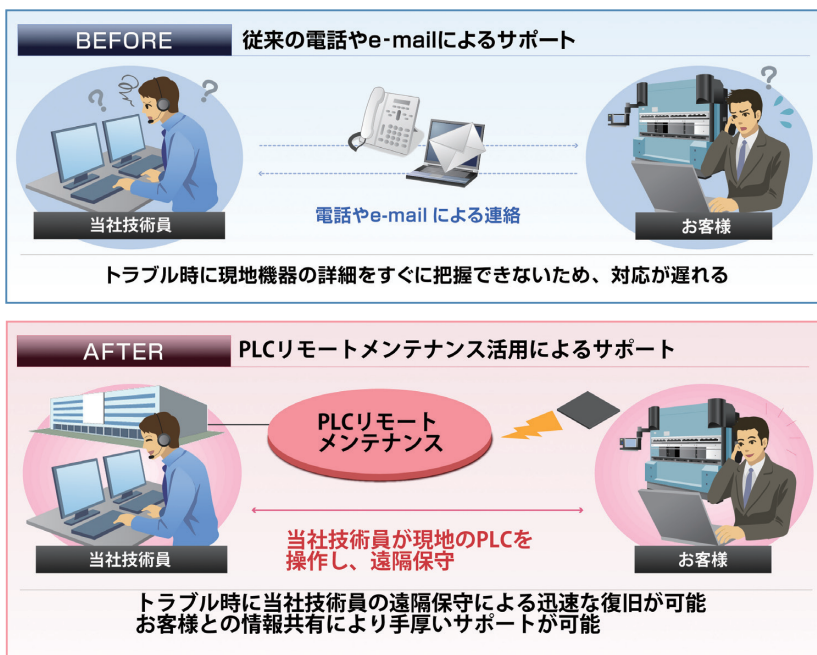 BEFORE 従来の電話やe-mailによるサポート
? ? ?
電話やe-mail による連絡
当社技術員 お客様
トラブル時に現地機器の詳細をすぐに把握できないため、対応が遅れる
AFTER PLCリモートメンテナンス活用によるサポート
PLCリモート
メンテナンス
当社技術員が現地のPLCを
操作し、遠隔保守
当社技術員 お客様
トラブル時に当社技術員の遠隔保守による迅速な復旧が可能
お客様との情報共有により手厚いサポートが可能